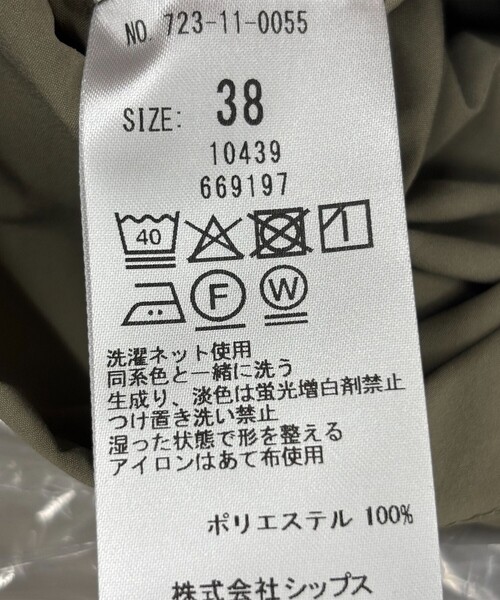 NO. 723-11-0055
SIZE: 38
10439
669197
40
F W
洗濯ネット使用
同系色と一緒に洗う
生成り、淡色は蛍光増白剤禁止
つけ置き洗い禁止
湿った状態で形を整える
アイロンはあて布使用
ポリエステル 100%
株式会社シップス